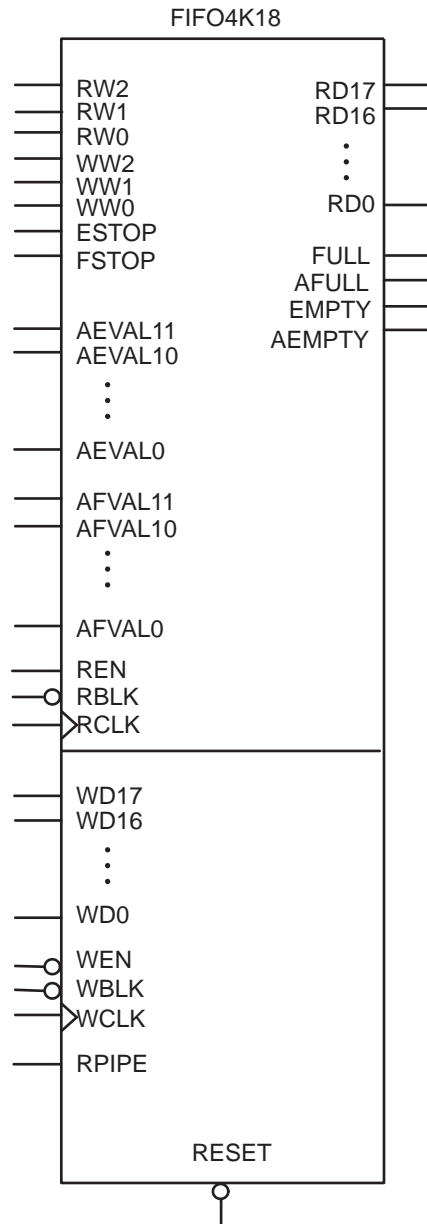 FIFO4K18
RW2
RW1
RW0
WW2
WW1
WW0
ESTOP
FSTOP
AEVAL11
AEVAL10
AEVAL0
AFVAL11
AFVAL10
AFVAL0
REN
RBLK
RCLK
RD17
RD16
RD0
FULL
AFULL
EMPTY
AEMPTY
WD17
WD16
WD0
WEN
WBLK
WCLK
RPIPE
RESET